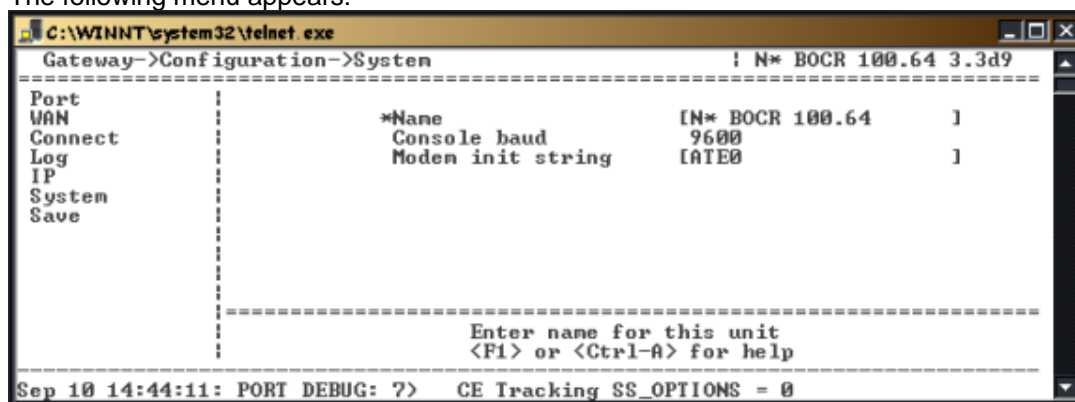 The following menu appears:
C:\WINNT\system32\telnet.exe
Gateway->Configuration->System | N* BOCR 100.64 3.3d9
Port
WAN *Name [N* BOCR 100.64 ]
Connect Console baud 9600
Log Modem init string [ATE0 ]
IP
System
Save
Enter name for this unit
<F1> or <Ctrl-A> for help
Sep 10 14:44:11: PORT DEBUG: 7) CE Tracking SS_OPTIONS = 0